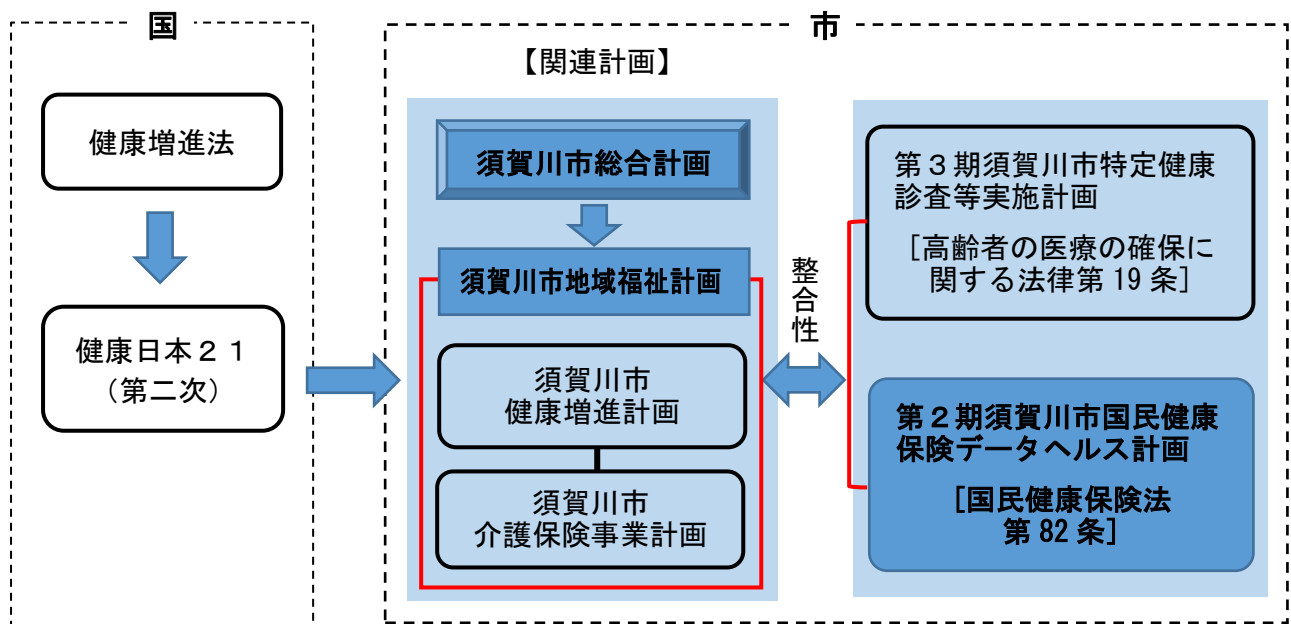 国
健康増進法
健康日本２１
（第二次）
市
【関連計画】
須賀川市総合計画
須賀川市地域福祉計画
須賀川市
健康増進計画
須賀川市
介護保険事業計画
整合性
第３期須賀川市特定健康
診査等実施計画
［高齢者の医療の確保に
関する法律第 19 条］
第２期須賀川市国民健康
保険データヘルス計画
［国民健康保険法
第 82 条］